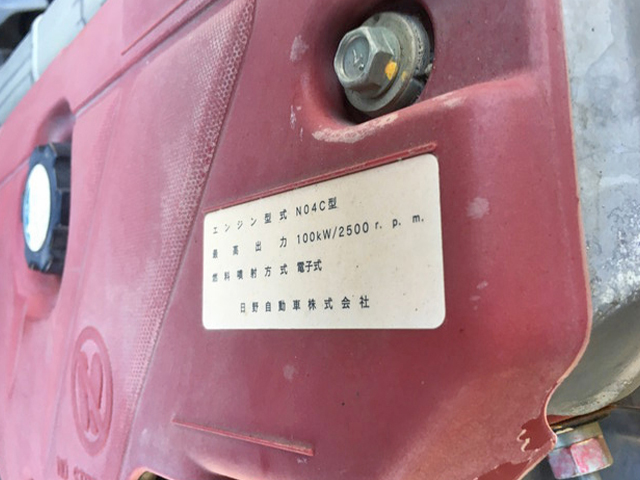 エンジン型式 N04C型
最高出力 100kW/2500 r. p. m.
燃料噴射方式 電子式
日野自動車株式会社